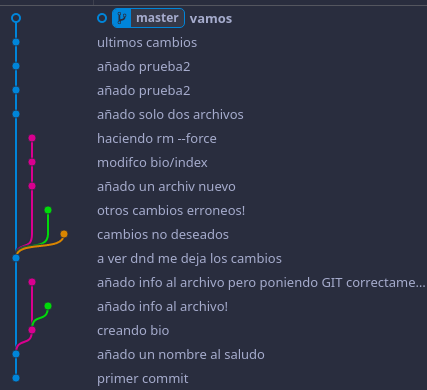 master vamos
ultimos cambios
añado prueba2
añado prueba2
añado solo dos archivos
haciendo rm --force
modifco bio/index
añado un archiv nuevo
otros cambios erroneos!
cambios no deseados
a ver dnd me deja los cambios
añado info al archivo pero poniendo GIT correctame...
añado info al archivo!
creando bio
añado un nombre al saludo
primer commit